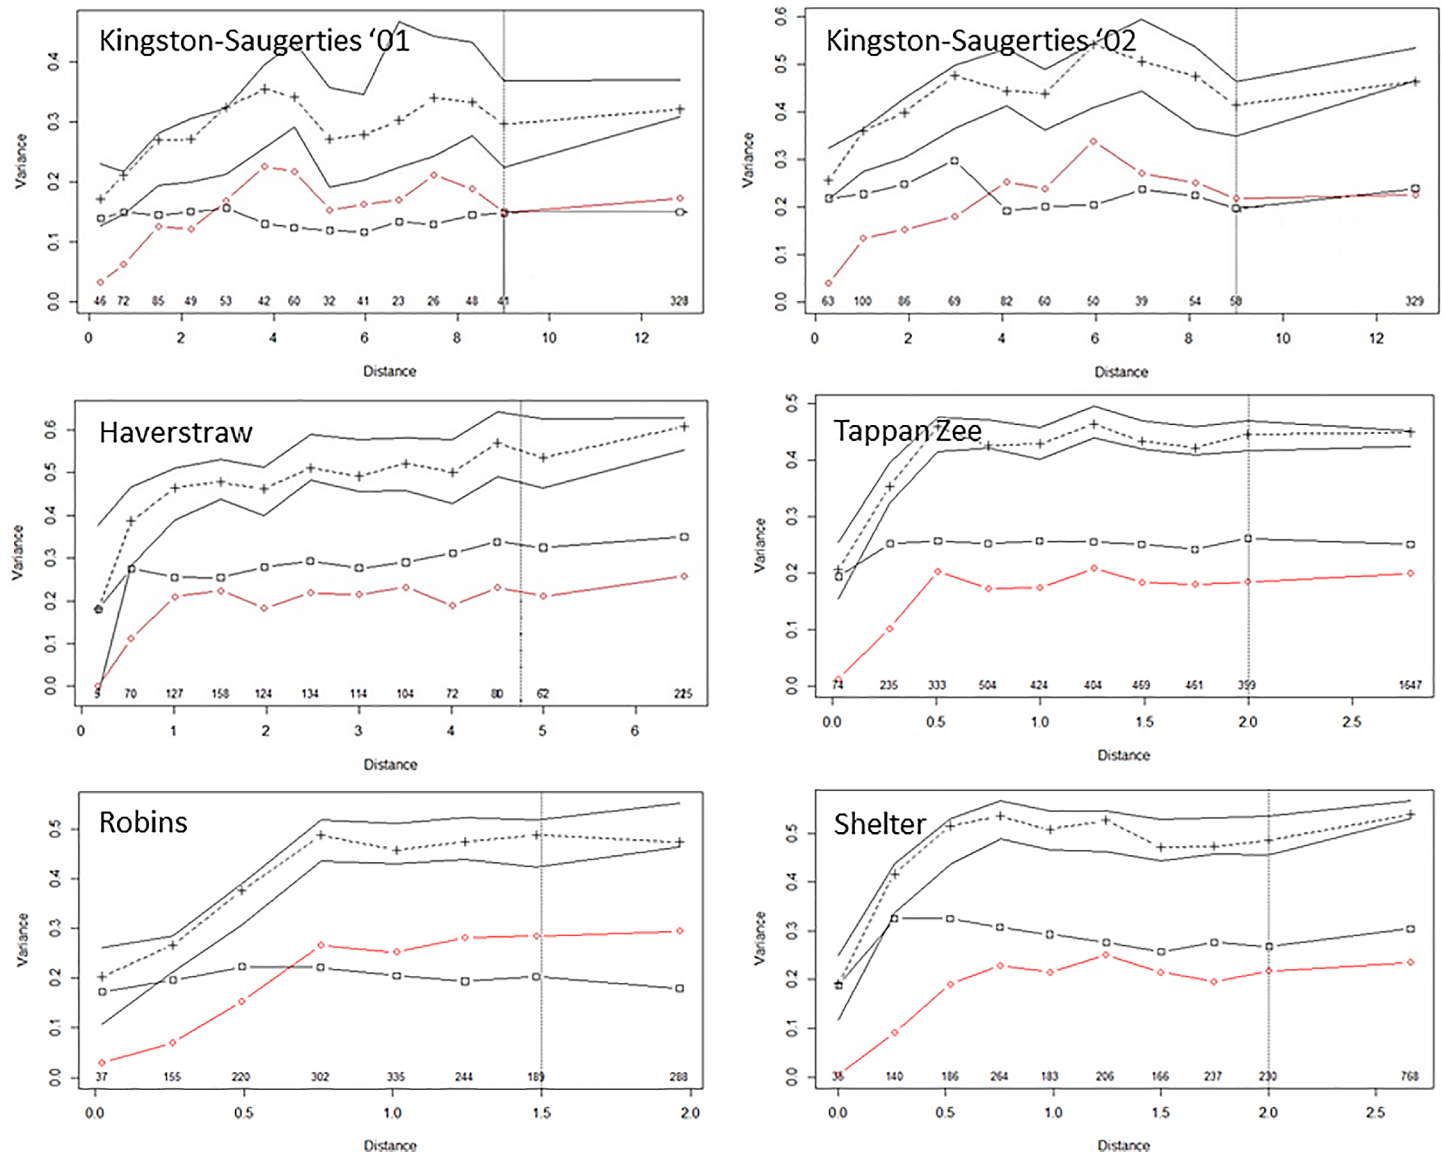 Kingston-Saugerties ‘01
Variance
0.0 0.1 0.2 0.3 0.4
46 72 85 49 53 42 60 32 41 23 26 48 41 328
0 2 4 6 8 10 12
Distance
Kingston-Saugerties ‘02
Variance
0.0 0.1 0.2 0.3 0.4 0.5 0.6
63 100 86 69 82 60 50 39 54 58 329
0 2 4 6 8 10 12
Distance
Haverstraw
Variance
0.0 0.1 0.2 0.3 0.4 0.5 0.6
70 127 158 124 134 114 104 72 80 62 225
0 1 2 3 4 5 6
Distance
Tappan Zee
Variance
0.0 0.1 0.2 0.3 0.4 0.5
74 235 333 504 424 404 469 461 399 1647
0.0 0.5 1.0 1.5 2.0 2.5
Distance
Robins
Variance
0.0 0.1 0.2 0.3 0.4 0.5
37 155 220 302 335 244 189 288
0.0 0.5 1.0 1.5 2.0
Distance
Shelter
Variance
0.0 0.1 0.2 0.3 0.4 0.5
140 186 264 183 206 166 237 230 768
0.0 0.5 1.0 1.5 2.0 2.5
Distance